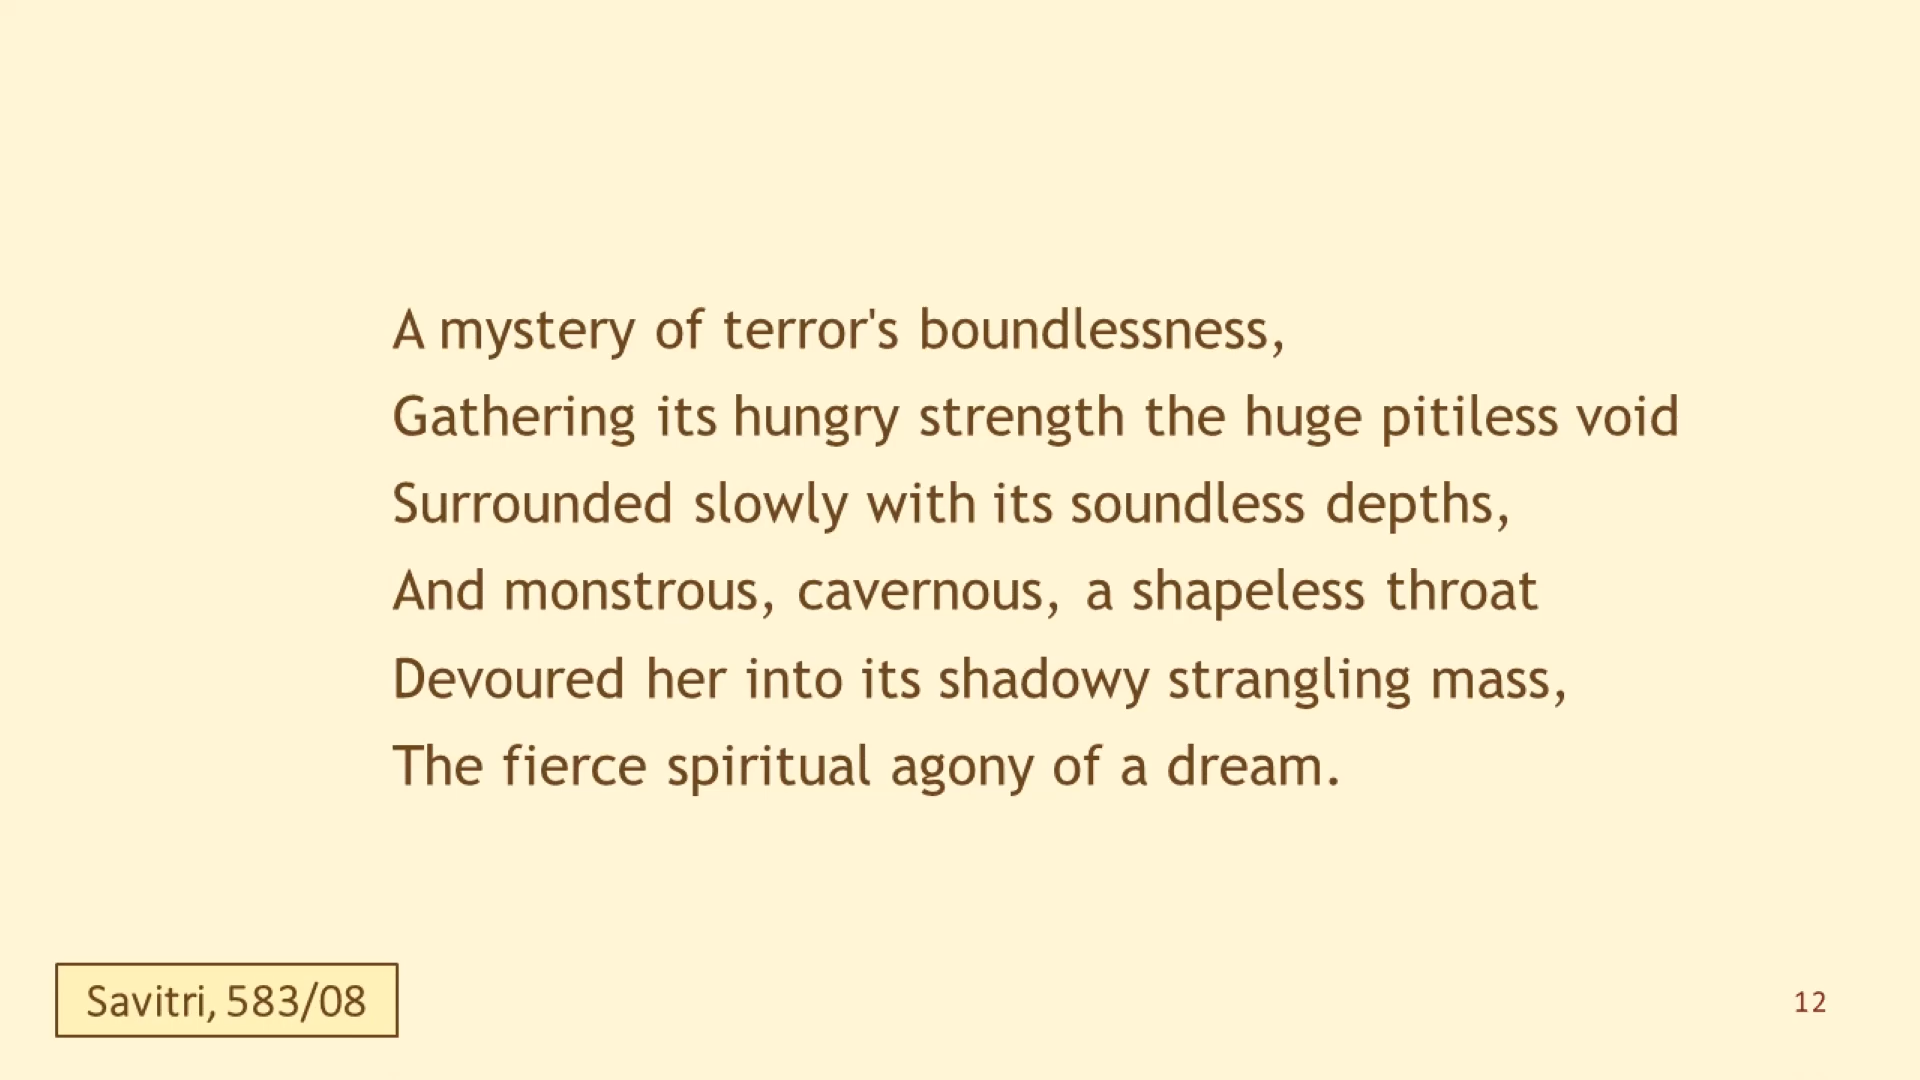 A mystery of terror's boundlessness,
Gathering its hungry strength the huge pitiless void
Surrounded slowly with its soundless depths,
And monstrous, cavernous, a shapeless throat
Devoured her into its shadowy strangling mass,
The fierce spiritual agony of a dream.
Savitri, 583/08
12